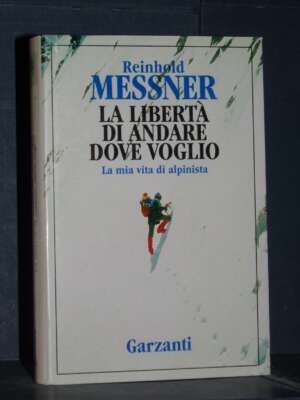 Reinhold
MESSNER
LA LIBERTÀ
DI ANDARE
DOVE VOGLIO
La mia vita di alpinista
Garzanti